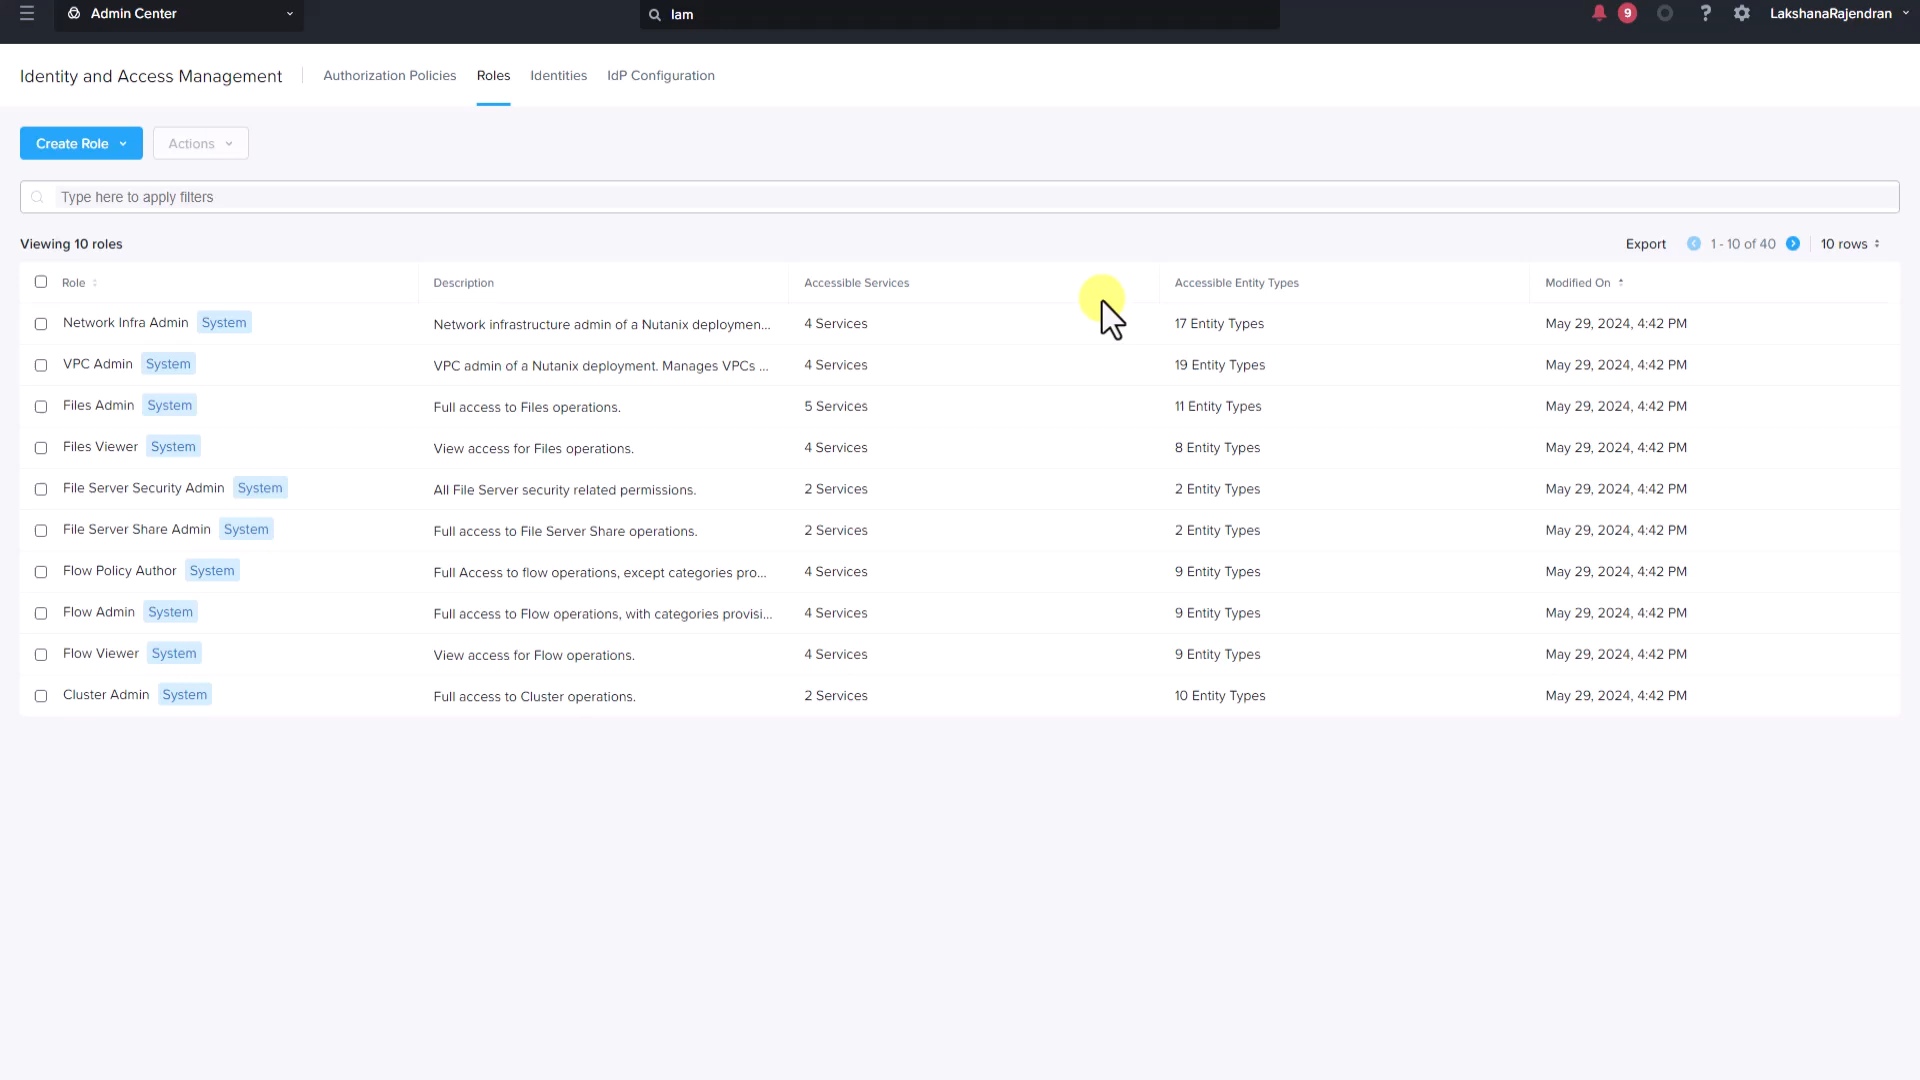 Admin Center
Iam
9
?
LakshanaRajendran
Identity and Access Management
Authorization Policies
Roles
Identities
IdP Configuration
Create Role
Actions
Type here to apply filters
Viewing 10 roles
Export
1 - 10 of 40
10 rows
Role Description Accessible Services Accessible Entity Types Modified On
Network Infra Admin System Network infrastructure admin of a Nutanix deploymen... 4 Services 17 Entity Types May 29, 2024, 4:42 PM
VPC Admin System VPC admin of a Nutanix deployment. Manages VPCs ... 4 Services 19 Entity Types May 29, 2024, 4:42 PM
Files Admin System Full access to Files operations. 5 Services 11 Entity Types May 29, 2024, 4:42 PM
Files Viewer System View access for Files operations. 4 Services 8 Entity Types May 29, 2024, 4:42 PM
File Server Security Admin System All File Server security related permissions. 2 Services 2 Entity Types May 29, 2024, 4:42 PM
File Server Share Admin System Full access to File Server Share operations. 2 Services 2 Entity Types May 29, 2024, 4:42 PM
Flow Policy Author System Full Access to flow operations, except categories pro... 4 Services 9 Entity Types May 29, 2024, 4:42 PM
Flow Admin System Full access to Flow operations, with categories provisi... 4 Services 9 Entity Types May 29, 2024, 4:42 PM
Flow Viewer System View access for Flow operations. 4 Services 9 Entity Types May 29, 2024, 4:42 PM
Cluster Admin System Full access to Cluster operations. 2 Services 10 Entity Types May 29, 2024, 4:42 PM